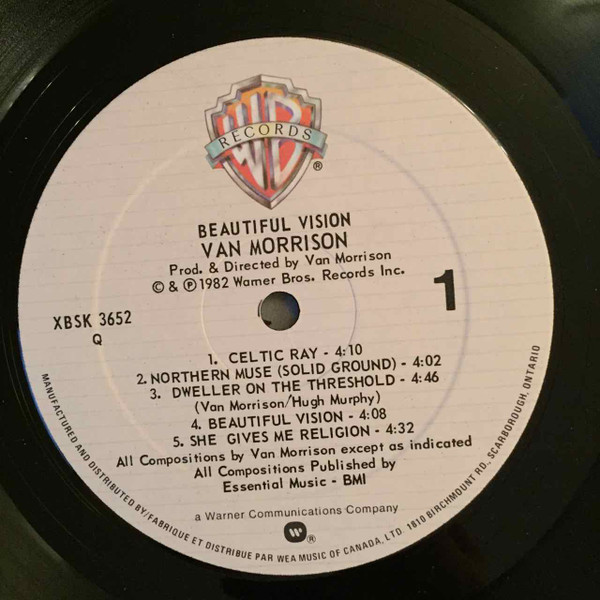 RECORDS
®
BEAUTIFUL VISION
VAN MORRISON
Prod. & Directed by Van Morrison
© & ℗ 1982 Warner Bros. Records Inc.
1
XBSK 3652
Q
1. CELTIC RAY - 4:10
2. NORTHERN MUSE (SOLID GROUND) - 4:02
3. DWELLER ON THE THRESHOLD - 4:46
(Van Morrison/Hugh Murphy)
4. BEAUTIFUL VISION - 4:08
5. SHE GIVES ME RELIGION - 4:32
All Compositions by Van Morrison except as indicated
All Compositions Published by
Essential Music - BMI
a Warner Communications Company
®
MANUFACTURED AND DISTRIBUTED BY/FABRIQUE ET DISTRIBUE PAR WEA MUSIC OF CANADA, LTD. 1810 BIRCHMOUNT RD., SCARBOROUGH, ONTARIO